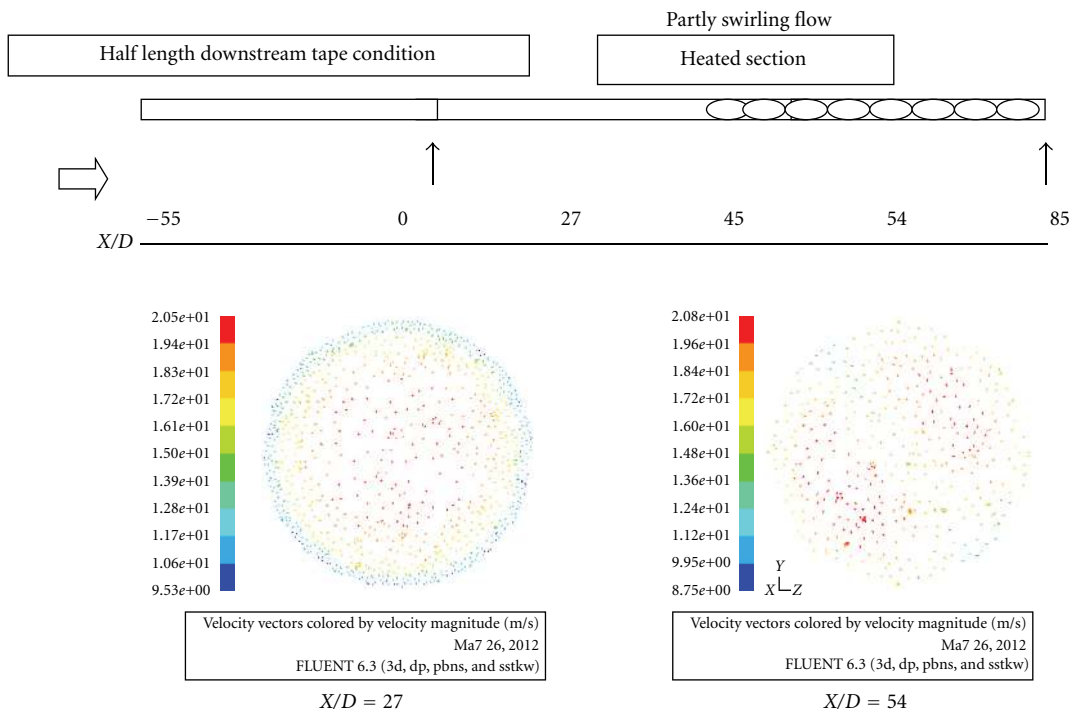 Partly swirling flow
Half length downstream tape condition
Heated section
−55 0 27 45 54 85
X/D
2.05e+01
1.94e+01
1.83e+01
1.72e+01
1.61e+01
1.50e+01
1.39e+01
1.28e+01
1.17e+01
1.06e+01
9.53e+00
2.08e+01
1.96e+01
1.84e+01
1.72e+01
1.60e+01
1.48e+01
1.36e+01
1.24e+01
1.12e+01
9.95e+00
8.75e+00
Y
X Z
Velocity vectors colored by velocity magnitude (m/s)
Ma7 26, 2012
FLUENT 6.3 (3d, dp, pbns, and sstkw)
X/D = 27
Velocity vectors colored by velocity magnitude (m/s)
Ma7 26, 2012
FLUENT 6.3 (3d, dp, pbns, and sstkw)
X/D = 54